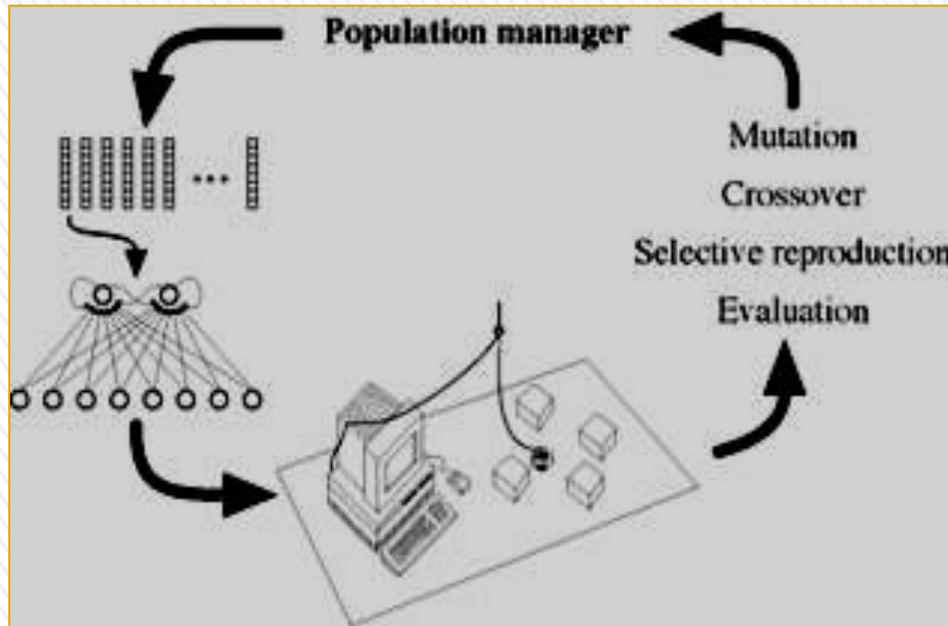 Population manager
Mutation
Crossover
Selective reproduction
Evaluation